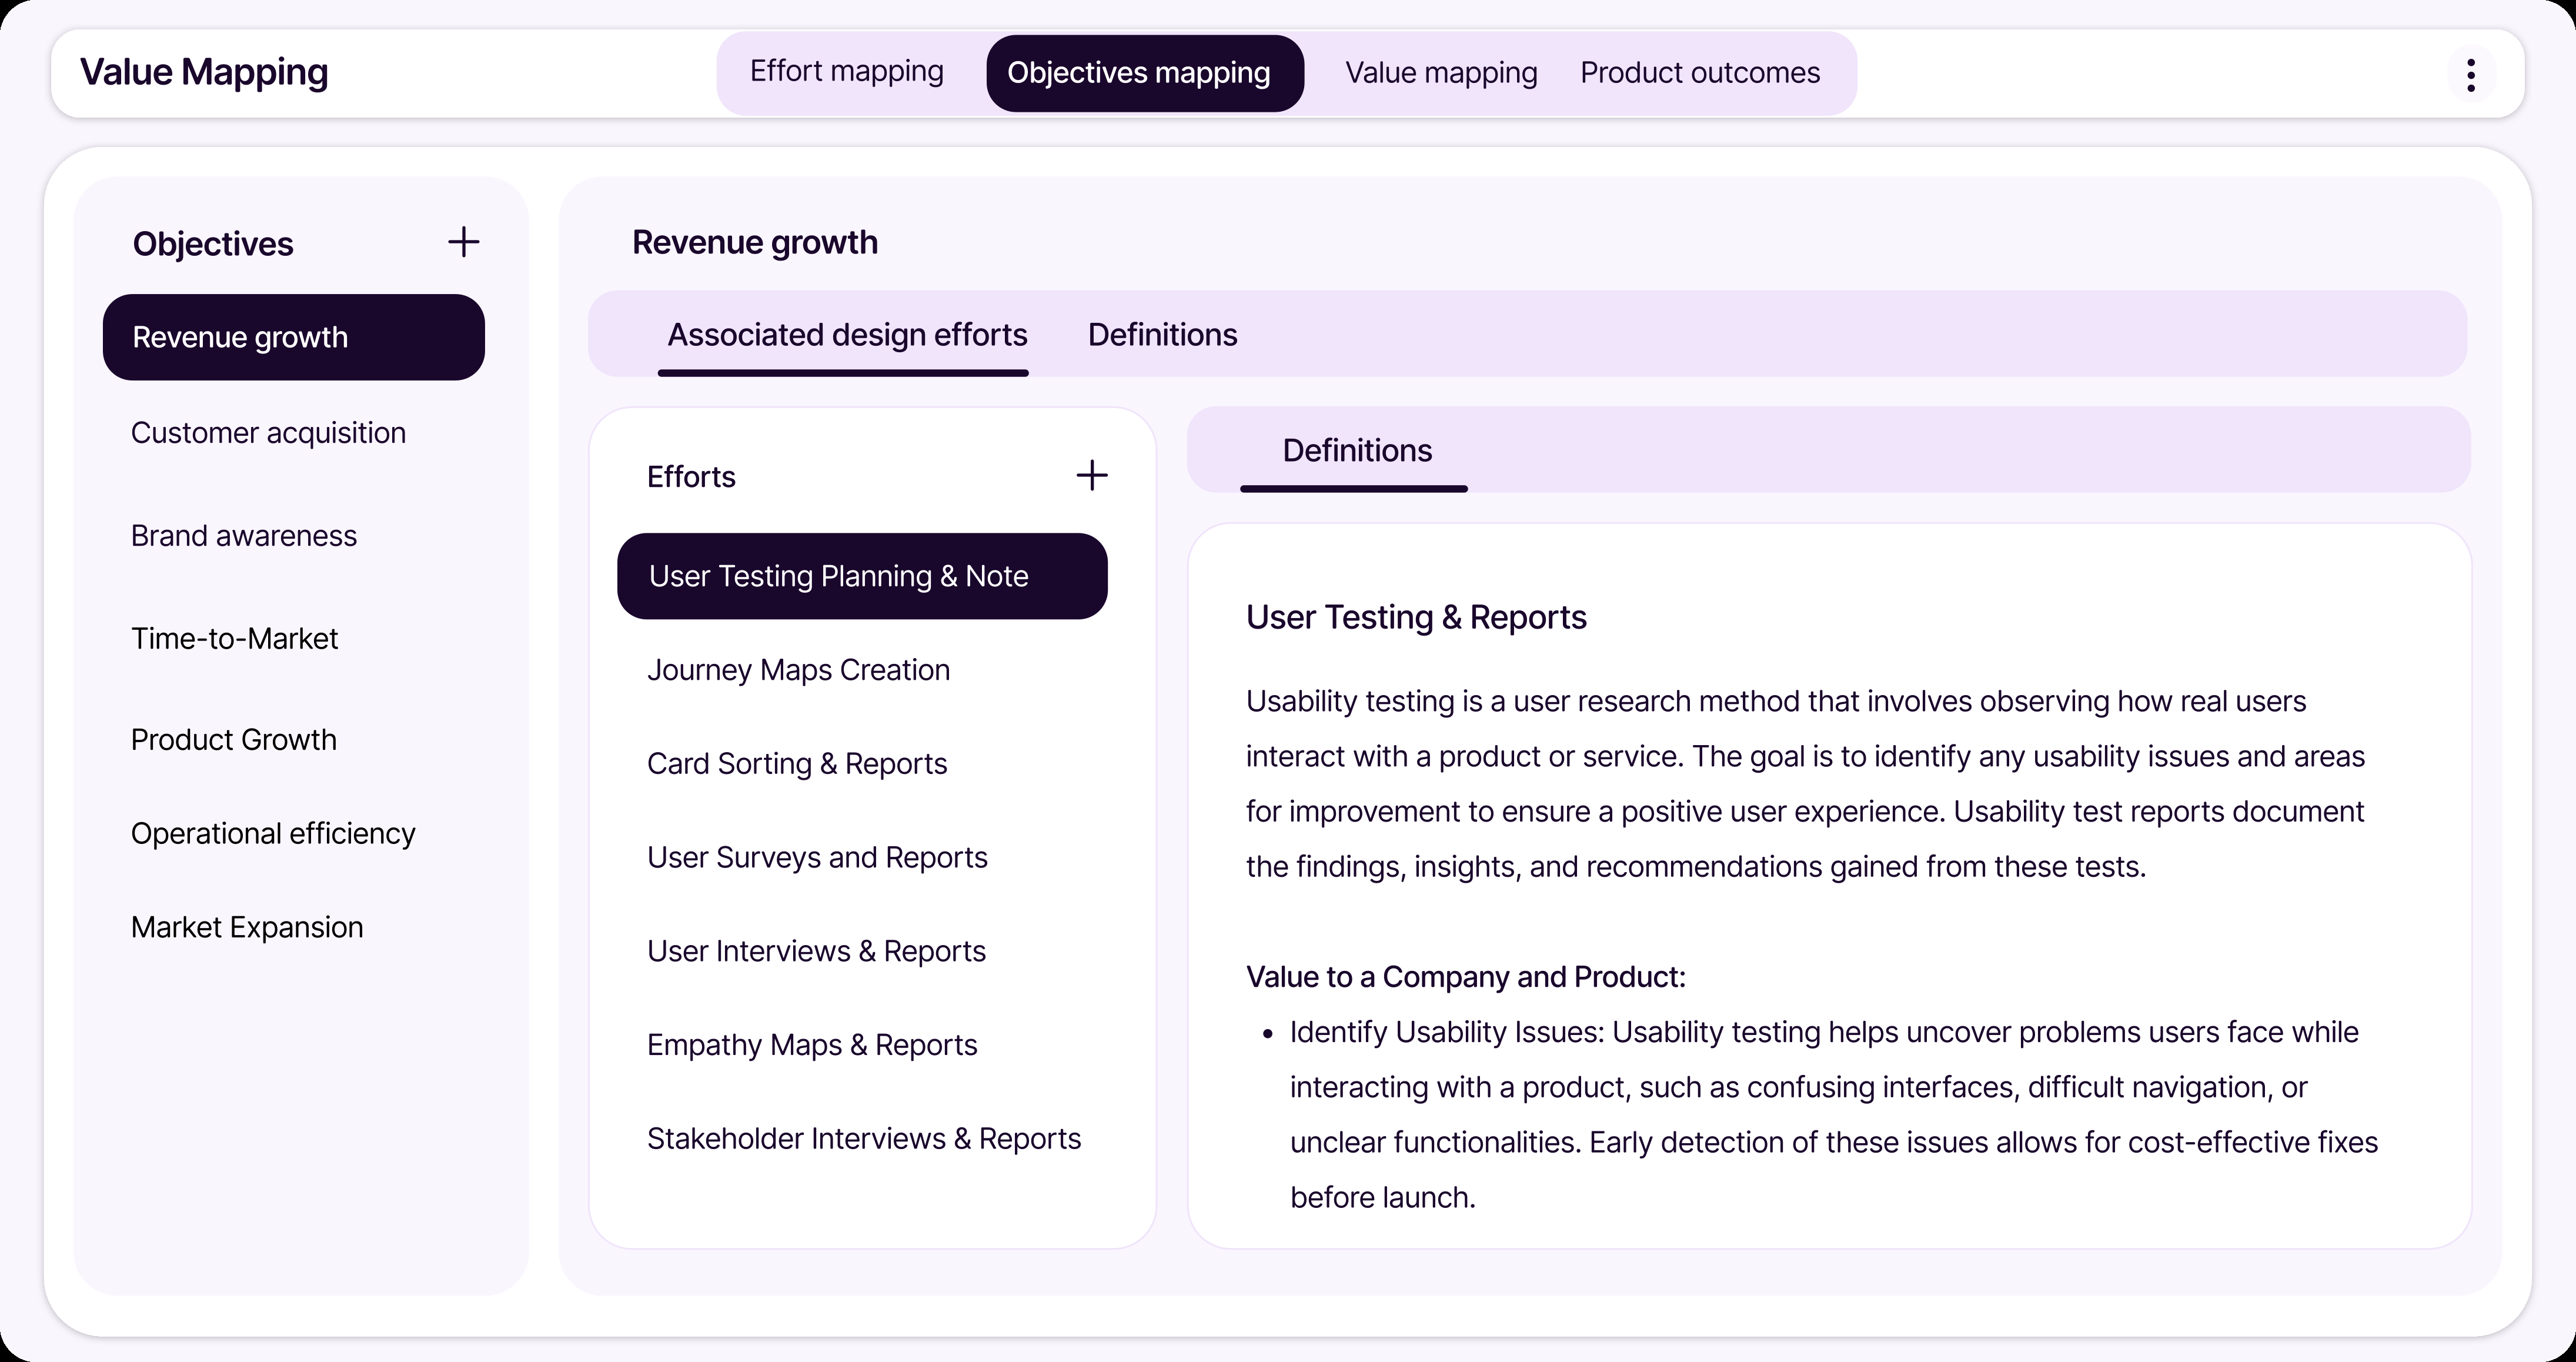 Value Mapping
Effort mapping
Objectives mapping
Value mapping
Product outcomes
Objectives
Revenue growth
Customer acquisition
Brand awareness
Time-to-Market
Product Growth
Operational efficiency
Market Expansion
Revenue growth
Associated design efforts
Definitions
Efforts
User Testing Planning & Note
Journey Maps Creation
Card Sorting & Reports
User Surveys and Reports
User Interviews & Reports
Empathy Maps & Reports
Stakeholder Interviews & Reports
Definitions
User Testing & Reports
Usability testing is a user research method that involves observing how real users
interact with a product or service. The goal is to identify any usability issues and areas
for improvement to ensure a positive user experience. Usability test reports document
the findings, insights, and recommendations gained from these tests.
Value to a Company and Product:
• Identify Usability Issues: Usability testing helps uncover problems users face while
interacting with a product, such as confusing interfaces, difficult navigation, or
unclear functionalities. Early detection of these issues allows for cost-effective fixes
before launch.